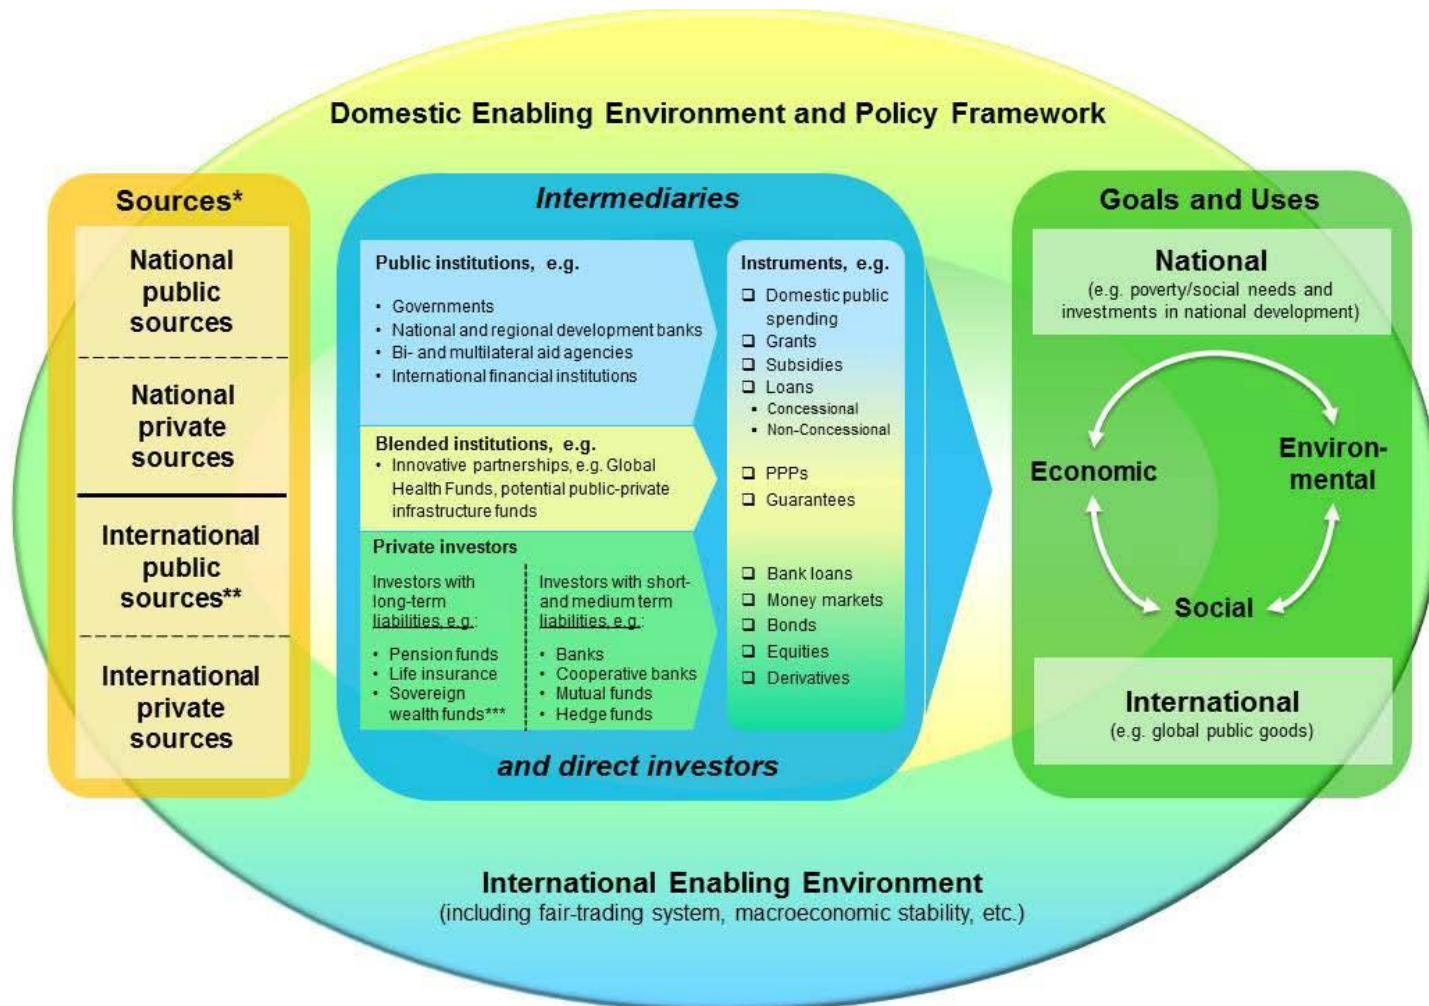 Domestic Enabling Environment and Policy Framework
Sources*
National
public
sources
National
private
sources
International
public
sources**
International
private
sources
Intermediaries
Public institutions, e.g.
• Governments
• National and regional development banks
• Bi- and multilateral aid agencies
• International financial institutions
Blended institutions, e.g.
• Innovative partnerships, e.g. Global
Health Funds, potential public-private
infrastructure funds
Private investors
Investors with
long-term
liabilities, e.g.:
• Pension funds
• Life insurance
• Sovereign
wealth funds***
Investors with short-
and medium term
liabilities, e.g.:
• Banks
• Cooperative banks
• Mutual funds
• Hedge funds
Instruments, e.g.
❑ Domestic public
spending
❑ Grants
❑ Subsidies
❑ Loans
▪ Concessional
▪ Non-Concessional
❑ PPPs
❑ Guarantees
❑ Bank loans
❑ Money markets
❑ Bonds
❑ Equities
❑ Derivatives
and direct investors
Goals and Uses
National
(e.g. poverty/social needs and
investments in national development)
Economic
Environ-
mental
Social
International
(e.g. global public goods)
International Enabling Environment
(including fair-trading system, macroeconomic stability, etc.)